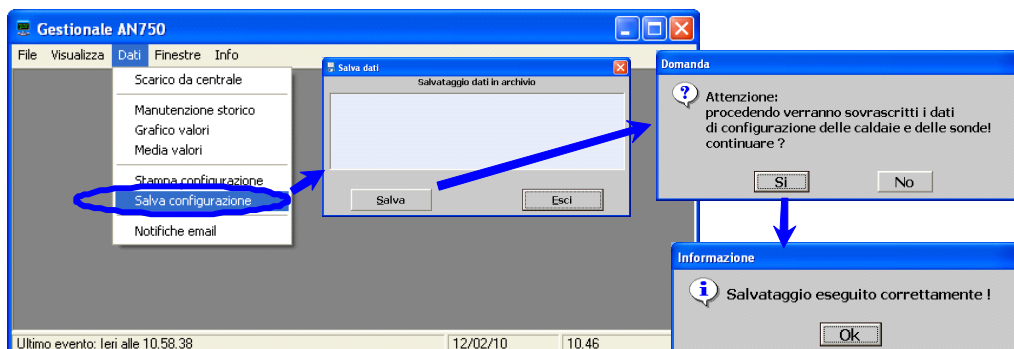 Gestionale AN750
File Visualizza Dati Finestre Info
Scarico da centrale
Manutenzione storico
Grafico valori
Media valori
Stampa configurazione
Salva configurazione
Notifiche email
Salva dati
Salvataggio dati in archivio
Salva Esci
Domanda
Attenzione:
procedendo verranno sovrascritti i dati
di configurazione delle caldaie e delle sonde!
continuare ?
Si No
Informazione
Salvataggio eseguito correttamente !
Ok
Ultimo evento: Ieri alle 10.58.38 12/02/10 10.46